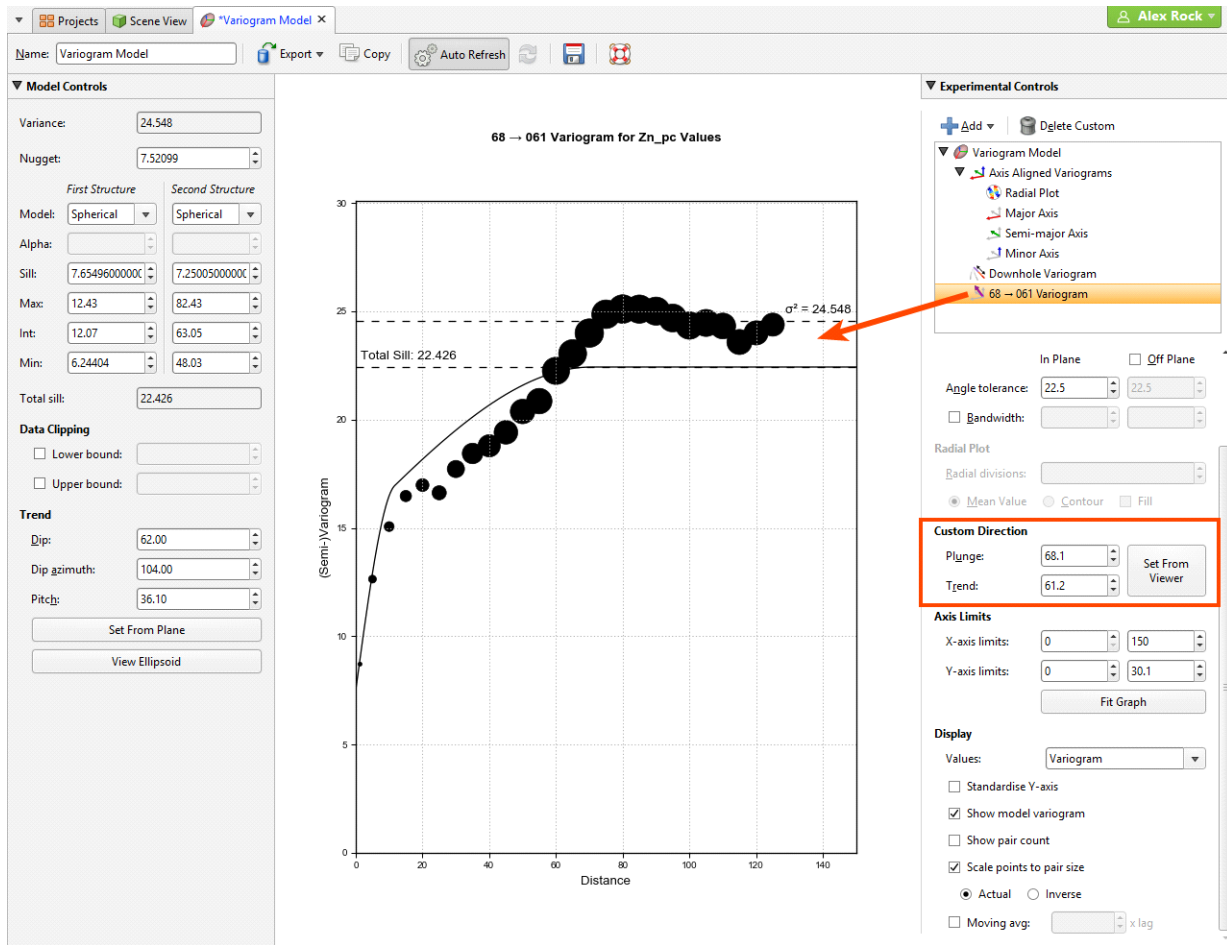 Projects Scene View *Variogram Model ✕ Alex Rock
Name: Variogram Model Export Copy Auto Refresh
Model Controls
Variance: 24.548
Nugget: 7.52099
First Structure Second Structure
Model: Spherical Spherical
Alpha:
Sill: 7.6549600000 7.2500500000
Max: 12.43 82.43
Int: 12.07 63.05
Min: 6.24404 48.03
Total sill: 22.426
Data Clipping
Lower bound:
Upper bound:
Trend
Dip: 62.00
Dip azimuth: 104.00
Pitch: 36.10
Set From Plane
View Ellipsoid
68 → 061 Variogram for Zn_pc Values
30
25
20
15
10
5
0
(Semi-)Variogram
σ² = 24.548
Total Sill: 22.426
0 20 40 60 80 100 120 140
Distance
Experimental Controls
Add Delete Custom
Variogram Model
Axis Aligned Variograms
Radial Plot
Major Axis
Semi-major Axis
Minor Axis
Downhole Variogram
68 → 061 Variogram
In Plane Off Plane
Angle tolerance: 22.5 22.5
Bandwidth:
Radial Plot
Radial divisions:
Mean Value Contour Fill
Custom Direction
Plunge: 68.1
Trend: 61.2
Set From
Viewer
Axis Limits
X-axis limits: 0 150
Y-axis limits: 0 30.1
Fit Graph
Display
Values: Variogram
Standardise Y-axis
Show model variogram
Show pair count
Scale points to pair size
Actual Inverse
Moving avg: x lag